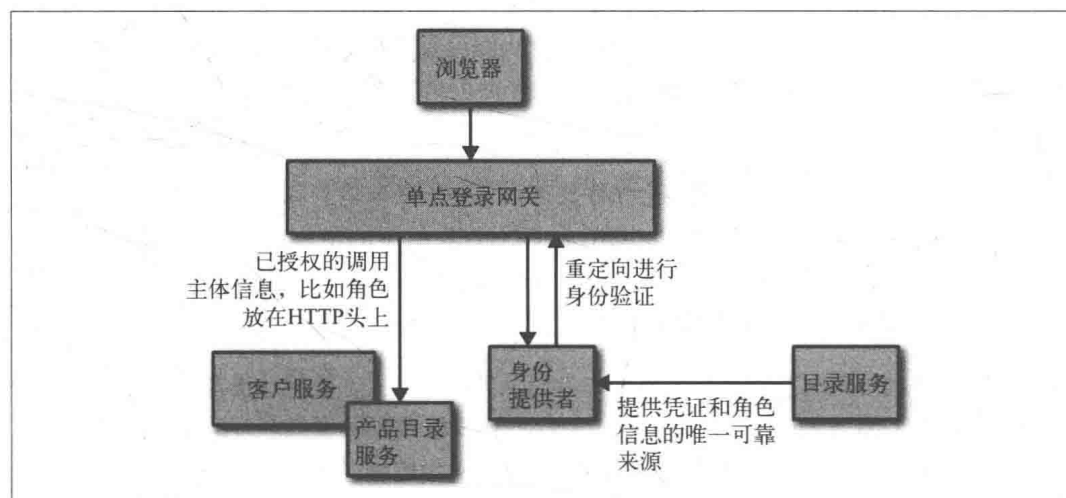 浏览器
单点登录网关
已授权的调用
主体信息，比如角色
放在HTTP头上
重定向进行
身份验证
客户服务
产品目录
服务
身份
提供者
目录服务
提供凭证和角色
信息的唯一可靠
来源